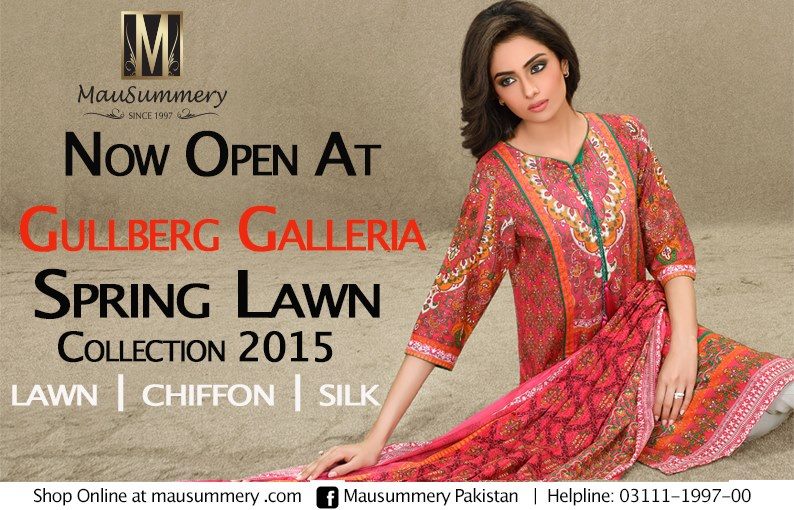 M
MauSummery
SINCE 1997
NOW OPEN AT
GULLBERG GALLERIA
SPRING LAWN
COLLECTION 2015
LAWN | CHIFFON | SILK
Shop Online at mausummery .com f Mausummery Pakistan | Helpline: 03111-1997-00